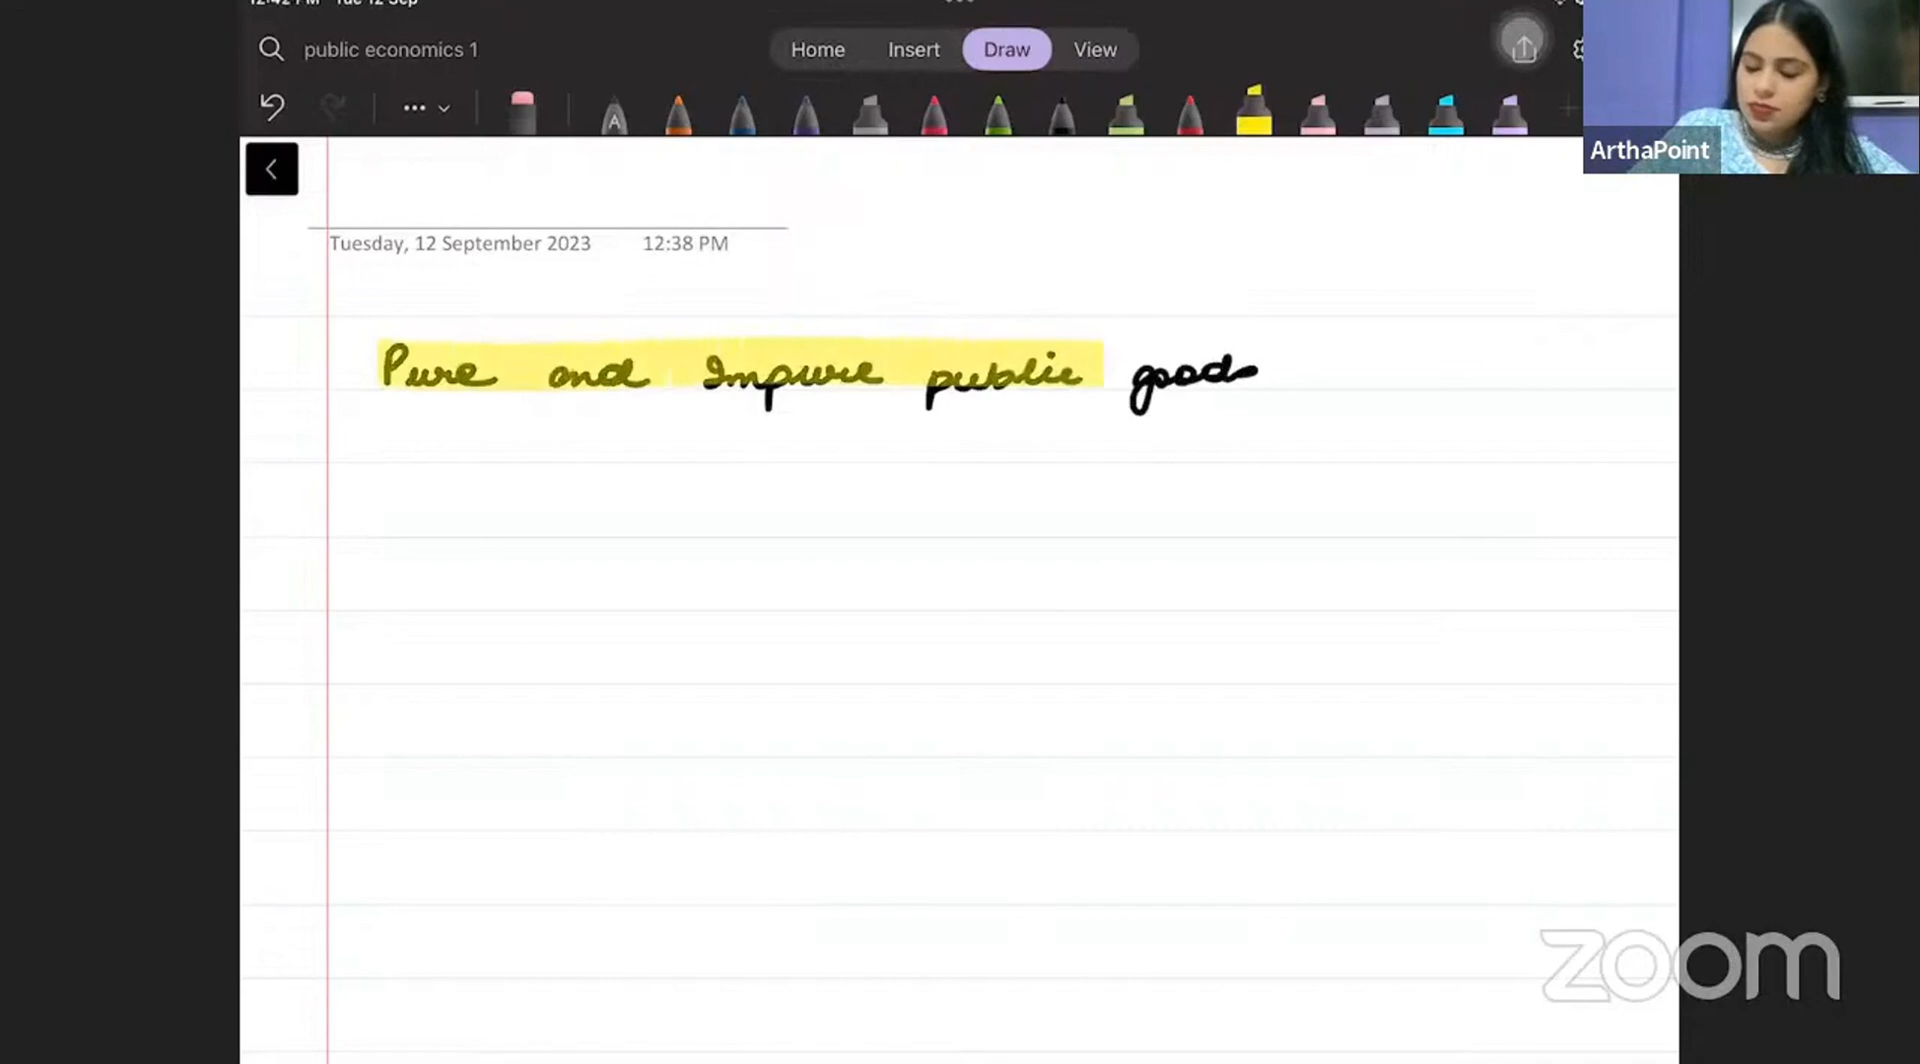 public economics 1
Home Insert Draw View
A
ArthaPoint
Tuesday, 12 September 2023 12:38 PM
Pure and Impure public goods
zoom